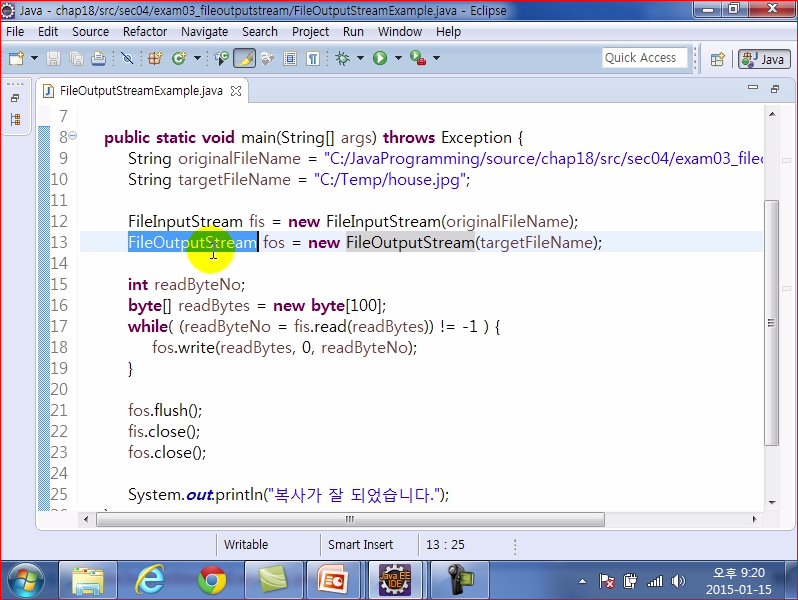 Java - chap18/src/sec04/exam03_fileoutputstream/FileOutputStreamExample.java - Eclipse
File Edit Source Refactor Navigate Search Project Run Window Help
Quick Access
Java
FileOutputStreamExample.java
7
8 public static void main(String[] args) throws Exception {
9 String originalFileName = "C:/JavaProgramming/source/chap18/src/sec04/exam03_filec
10 String targetFileName = "C:/Temp/house.jpg";
11
12 FileInputStream fis = new FileInputStream(originalFileName);
13 FileOutputStream fos = new FileOutputStream(targetFileName);
14
15 int readByteNo;
16 byte[] readBytes = new byte[100];
17 while( (readByteNo = fis.read(readBytes)) != -1 ) {
18 fos.write(readBytes, 0, readByteNo);
19 }
20
21 fos.flush();
22 fis.close();
23 fos.close();
24
25 System.out.println("복사가 잘 되었습니다.");
Writable Smart Insert 13 : 25
Java EE
IDE
오후 9:20
2015-01-15